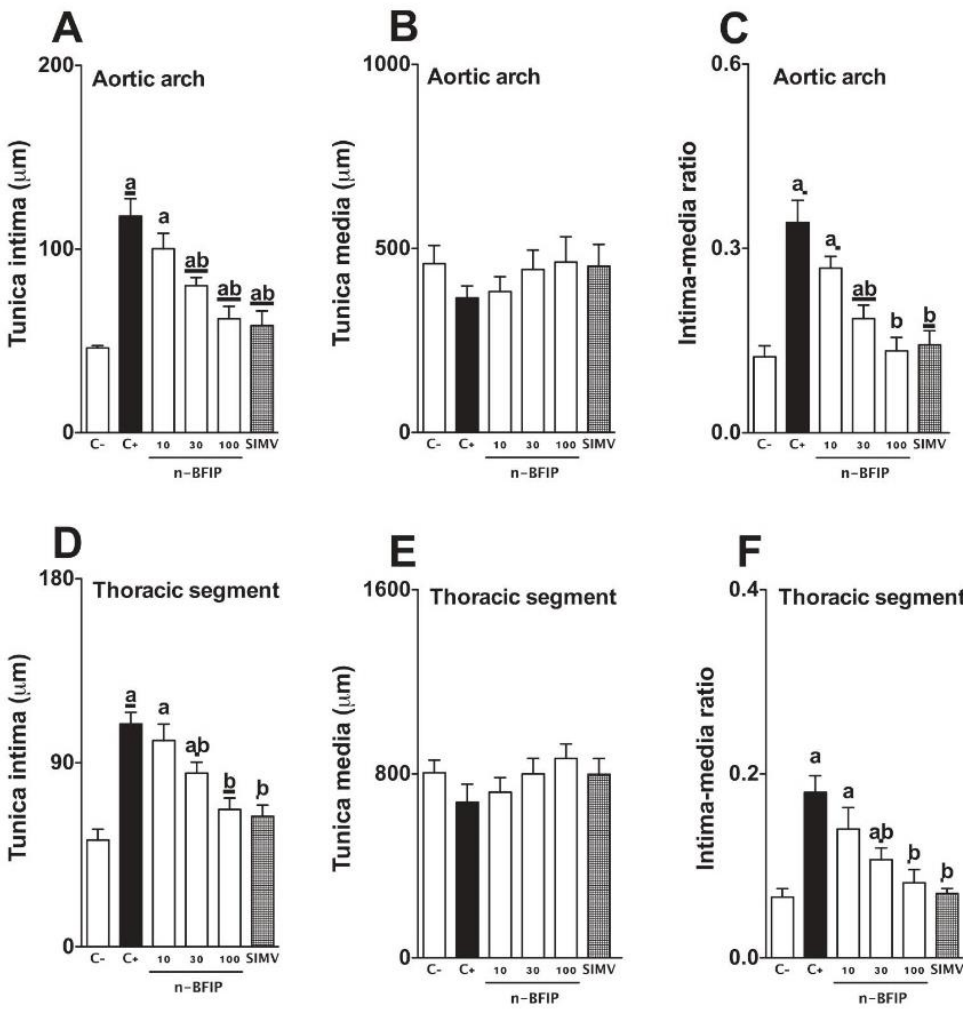 A
Aortic arch
Tunica intima (μm)
200
100
0
a
a
ab
ab
ab
C-
C+
10
30
100
SIMV
n-BFIP
B
Aortic arch
Tunica media (μm)
1000
500
0
C-
C+
10
30
100
SIMV
n-BFIP
C
Aortic arch
Intima-media ratio
0.6
0.3
0.0
a
a
ab
b
b
C-
C+
10
30
100
SIMV
n-BFIP
D
Thoracic segment
Tunica intima (μm)
180
90
0
a
a
ab
b
b
C-
C+
10
30
100
SIMV
n-BFIP
E
Thoracic segment
Tunica media (μm)
1600
800
0
C-
C+
10
30
100
SIMV
n-BFIP
F
Thoracic segment
Intima-media ratio
0.4
0.2
0.0
a
a
ab
b
b
C-
C+
10
30
100
SIMV
n-BFIP